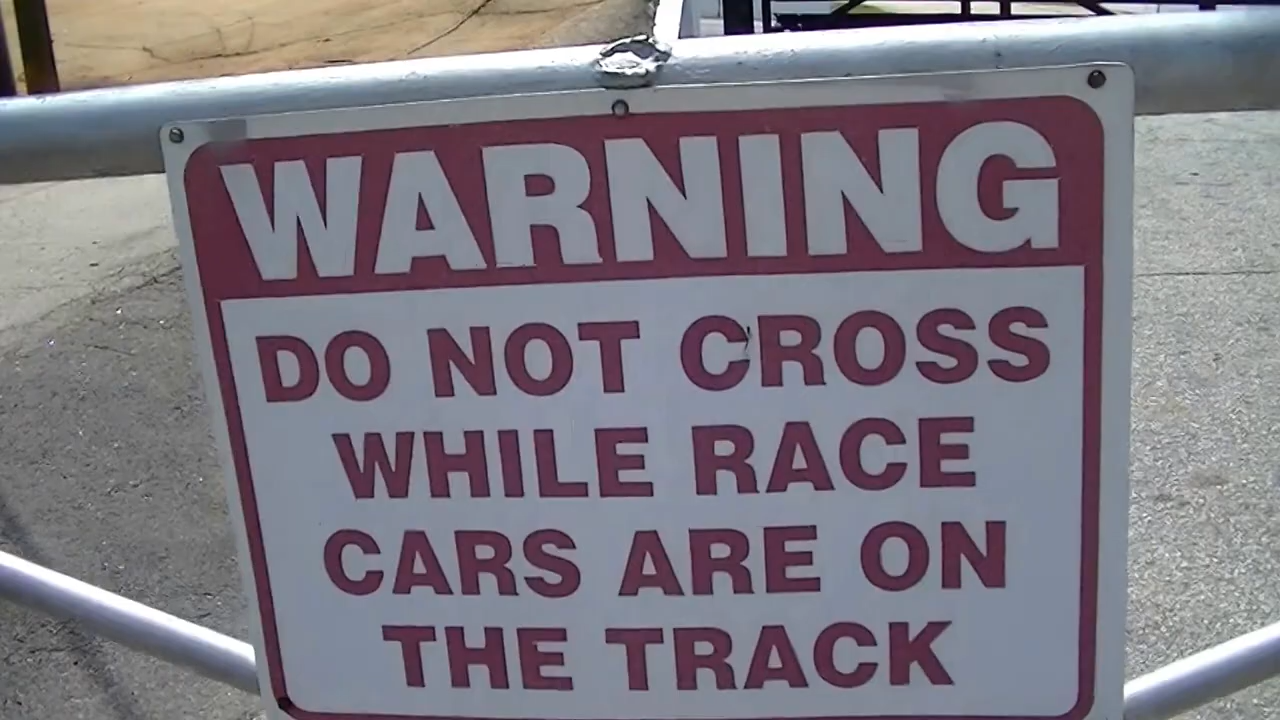 WARNING
DO NOT CROSS
WHILE RACE
CARS ARE ON
THE TRACK